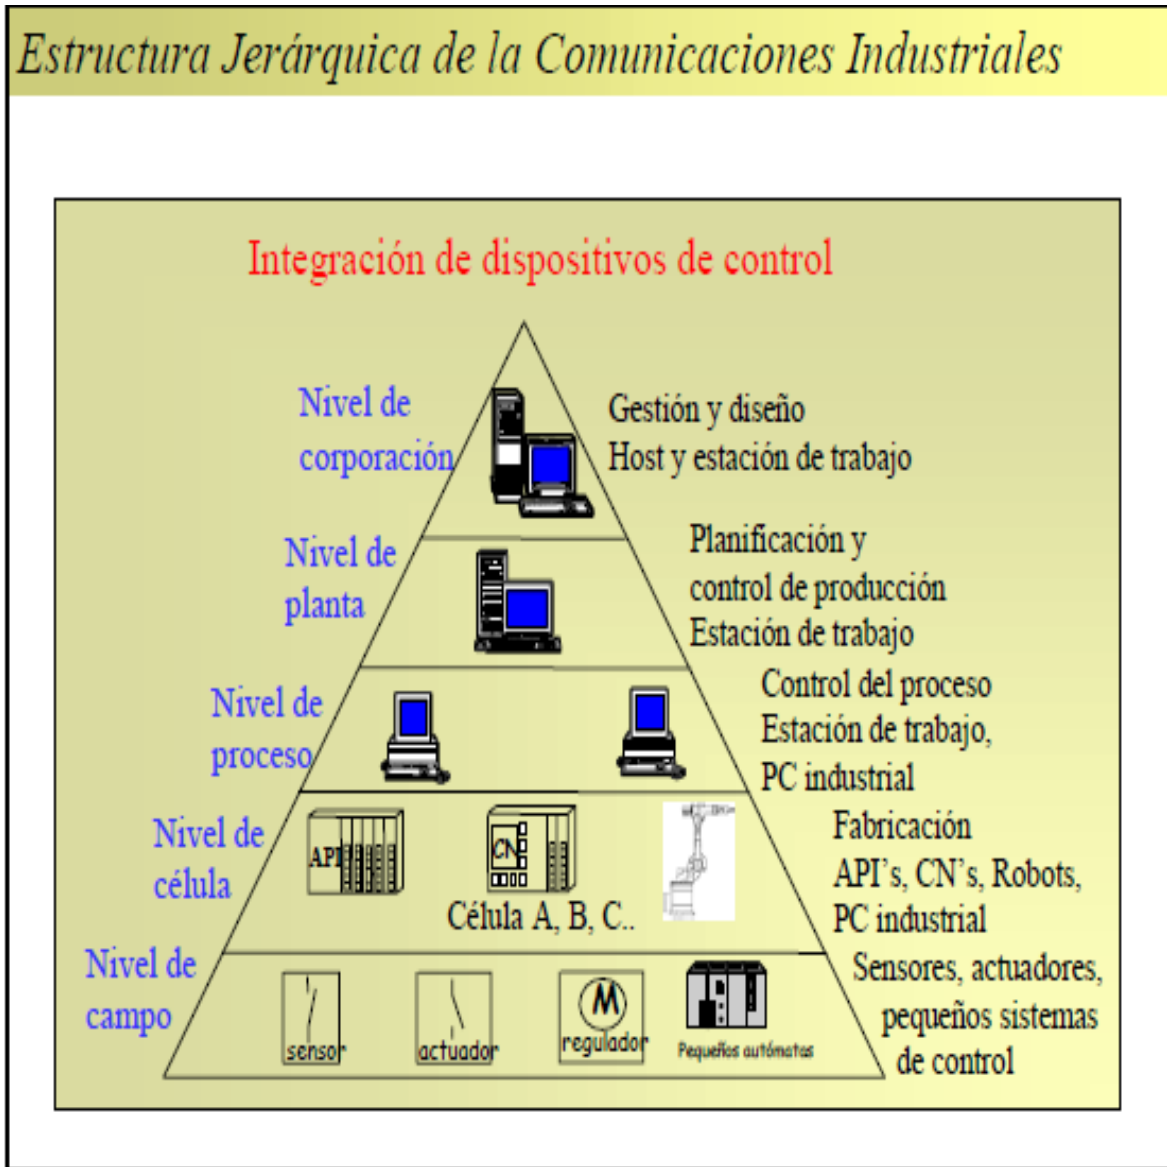 Estructura Jerárquica de la Comunicaciones Industriales
Integración de dispositivos de control
Nivel de
corporación
Gestión y diseño
Host y estación de trabajo
Nivel de
planta
Planificación y
control de producción
Estación de trabajo
Nivel de
proceso
Control del proceso
Estación de trabajo,
PC industrial
Nivel de
célula
API
CN
Célula A, B, C..
Fabricación
API's, CN's, Robots,
PC industrial
Nivel de
campo
sensor
actuador
M
regulador
Pequeños autómatas
Sensores, actuadores,
pequeños sistemas
de control